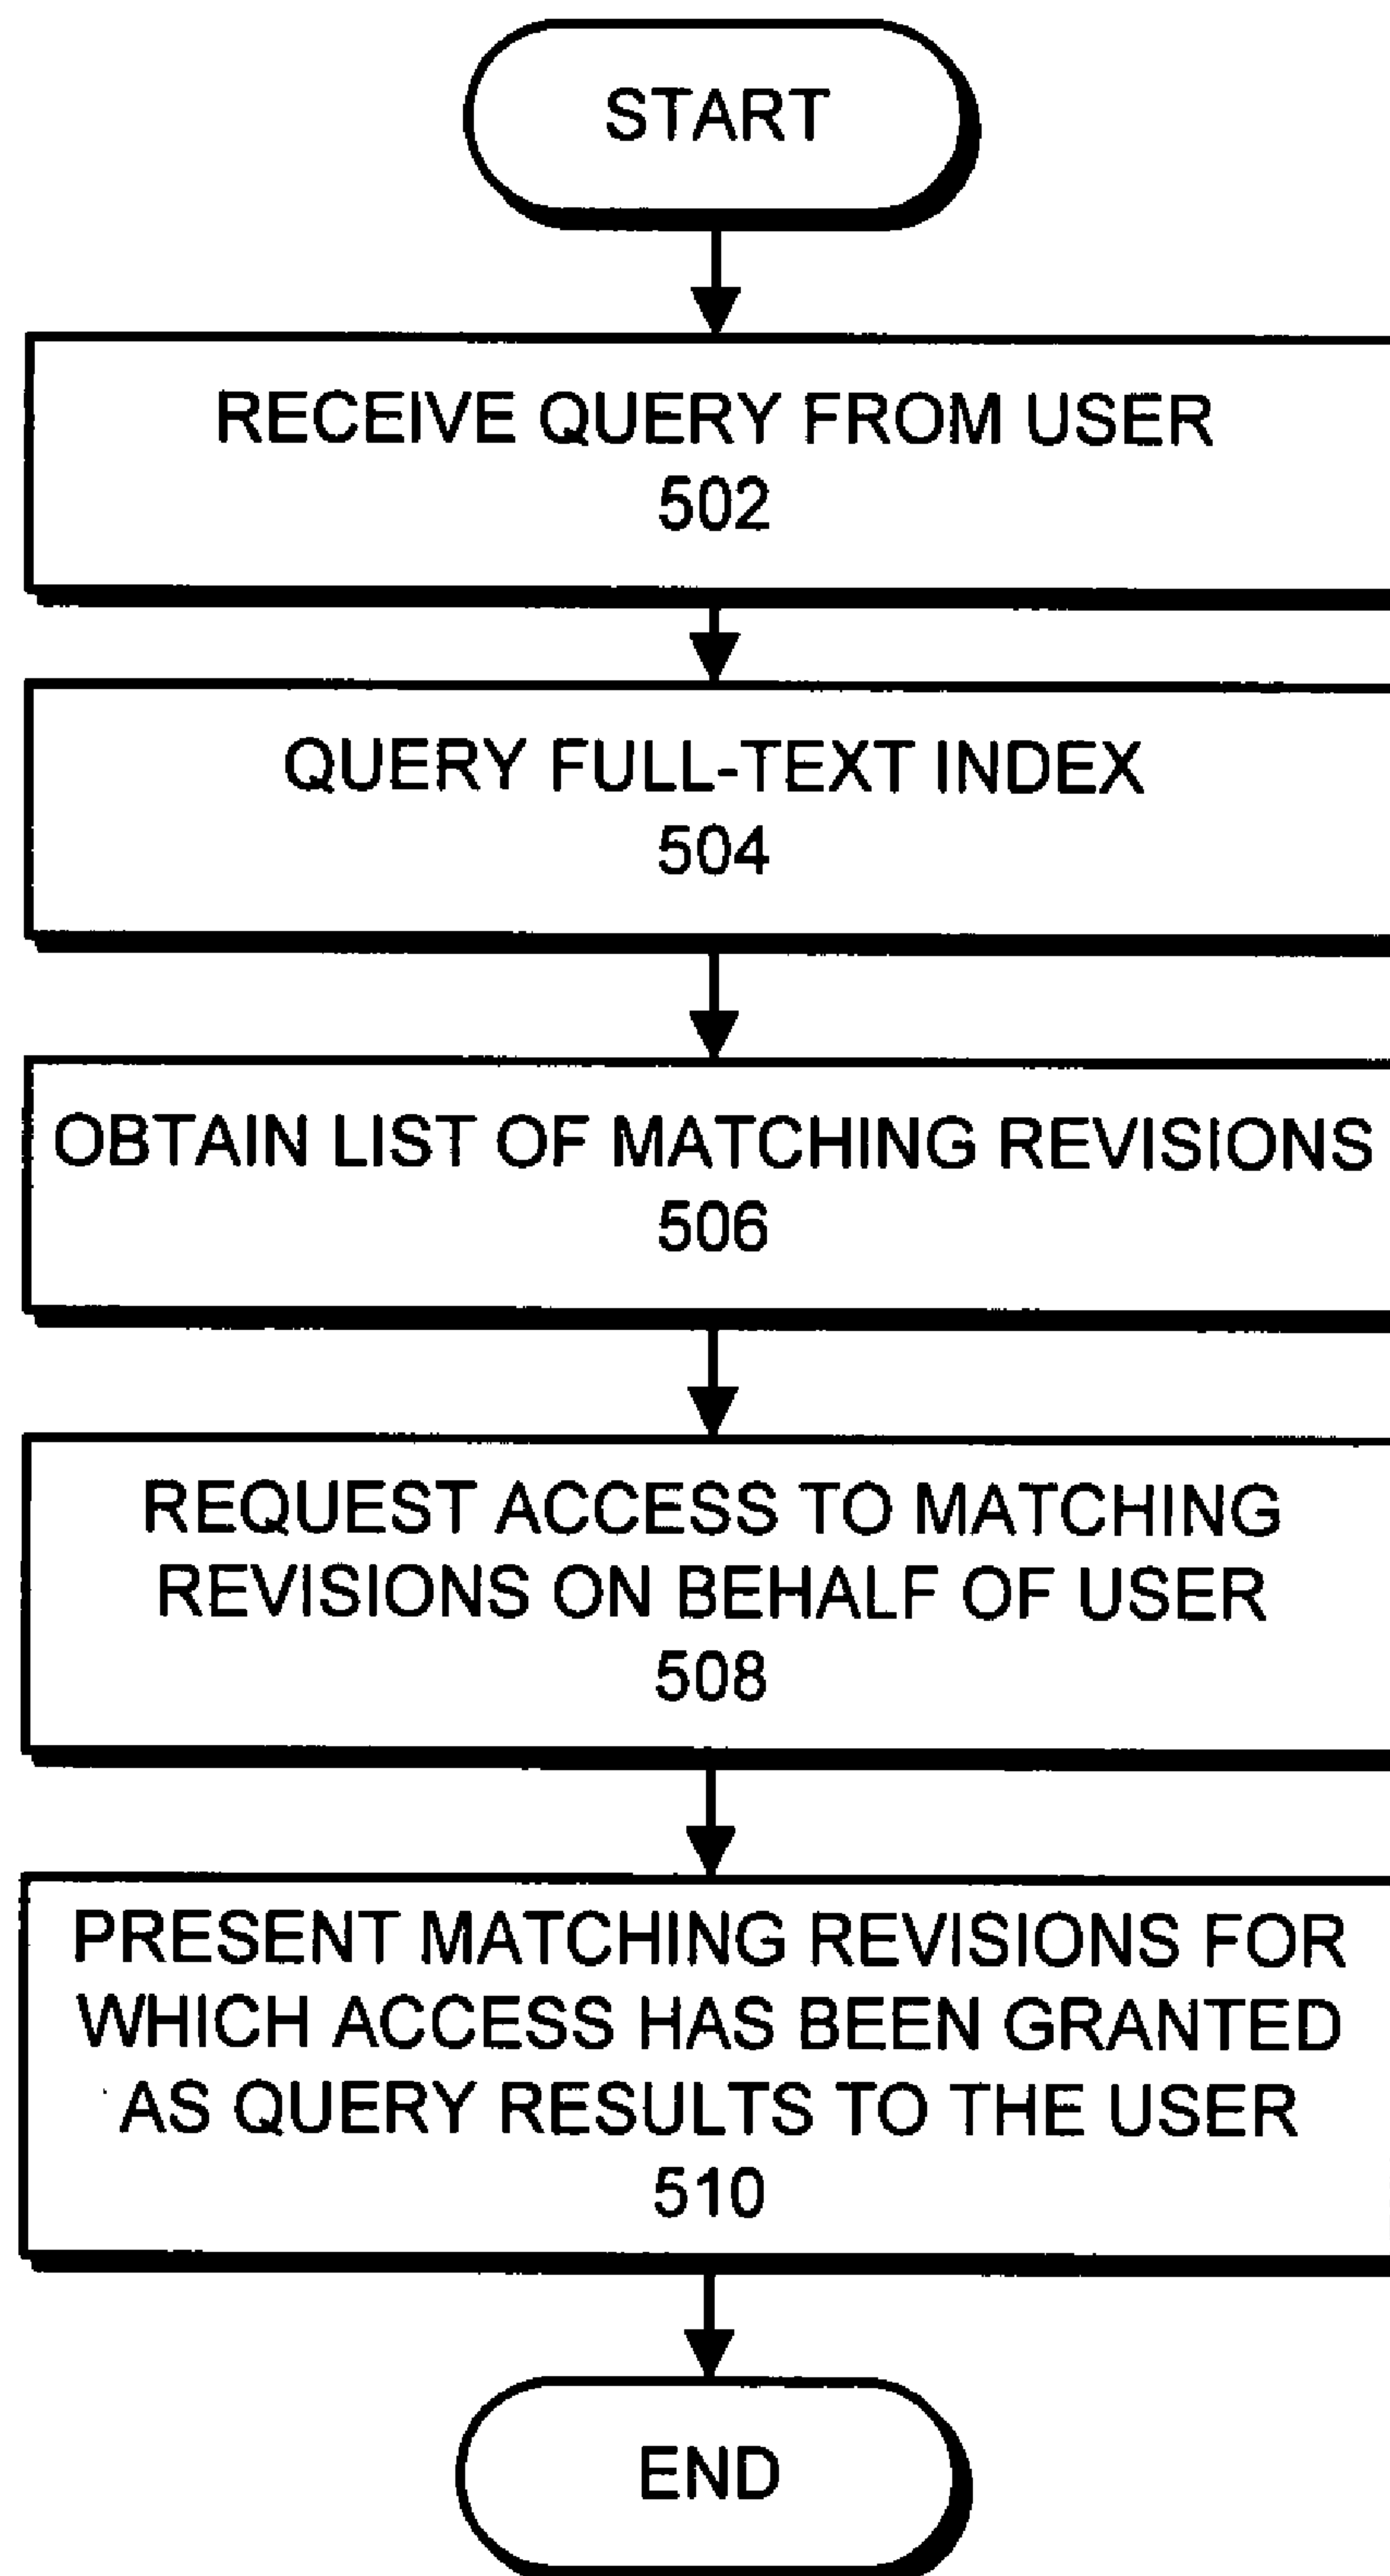 START
RECEIVE QUERY FROM USER
502
QUERY FULL-TEXT INDEX
504
OBTAIN LIST OF MATCHING REVISIONS
506
REQUEST ACCESS TO MATCHING
REVISIONS ON BEHALF OF USER
508
PRESENT MATCHING REVISIONS FOR
WHICH ACCESS HAS BEEN GRANTED
AS QUERY RESULTS TO THE USER
510
END